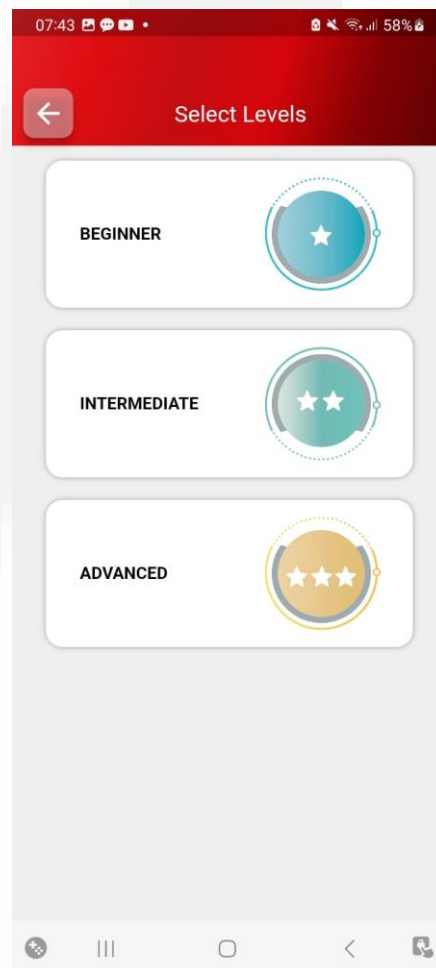 07:43 58%
Select Levels
BEGINNER
INTERMEDIATE
ADVANCED